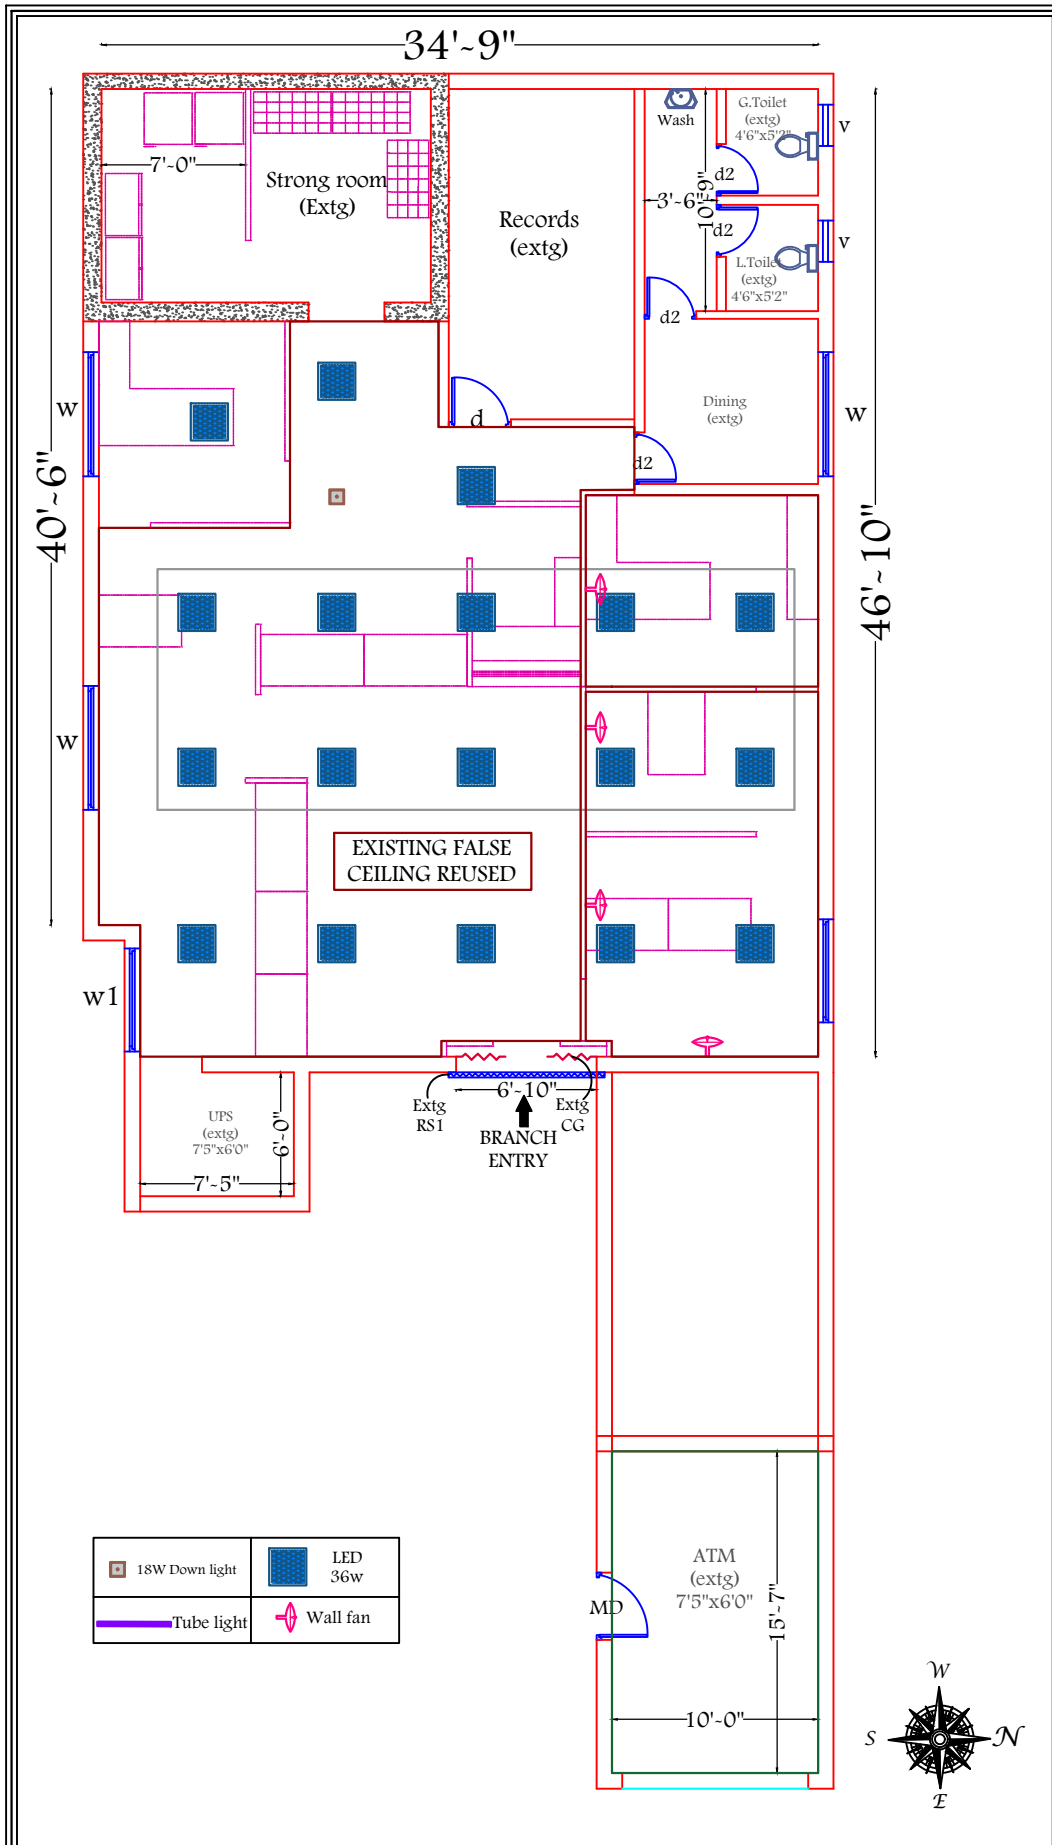 34'~9"
G.Toilet
(extg)
4'6"x5'2"
v
Wash
7'~0"
Strong room
(Extg)
d2
3'~6"
10'~9"
Records
(extg)
d2
v
L.Toilet
(extg)
4'6"x5'2"
d2
w
d
Dining
(extg)
w
d2
40'~6"
46'~10"
w
EXISTING FALSE
CEILING REUSED
w1
6'~10"
Extg
RS1
Extg
CG
BRANCH
ENTRY
UPS
(extg)
7'5"x6'0"
6'~0"
7'~5"
18W Down light
LED
36w
Tube light
Wall fan
ATM
(extg)
7'5"x6'0"
MD
15'~7"
10'~0"
W
S
N
E